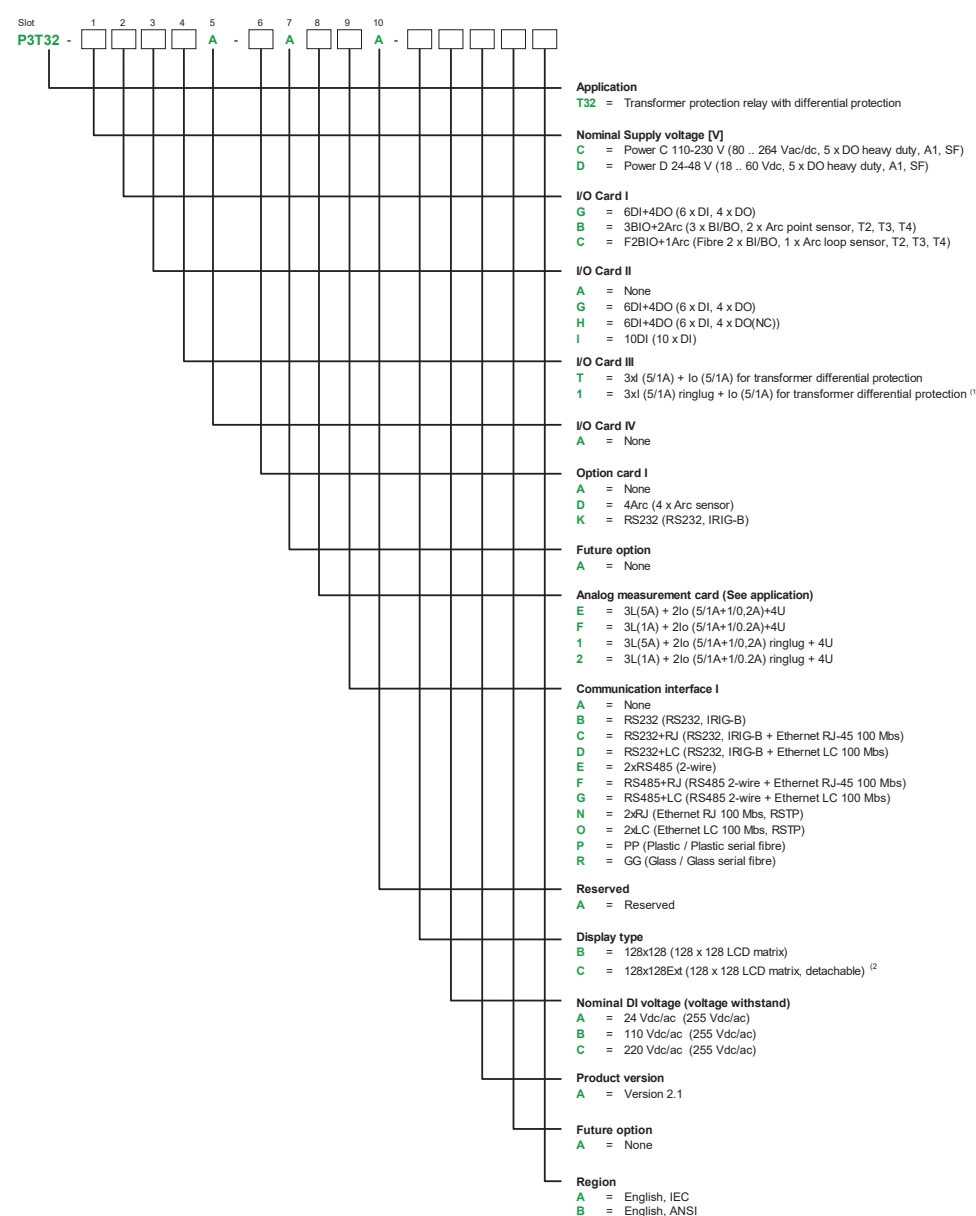 Slot 1 2 3 4 5 6 7 8 9 10
P3T32 - A - A A -
Application
T32 = Transformer protection relay with differential protection
Nominal Supply voltage [V]
C = Power C 110-230 V (80 .. 264 Vac/dc, 5 x DO heavy duty, A1, SF)
D = Power D 24-48 V (18 .. 60 Vdc, 5 x DO heavy duty, A1, SF)
I/O Card I
G = 6DI+4DO (6 x DI, 4 x DO)
B = 3BIO+2Arc (3 x BI/BO, 2 x Arc point sensor, T2, T3, T4)
C = F2BIO+1Arc (Fibre 2 x BI/BO, 1 x Arc loop sensor, T2, T3, T4)
I/O Card II
A = None
G = 6DI+4DO (6 x DI, 4 x DO)
H = 6DI+4DO (6 x DI, 4 x DO(NC))
I = 10DI (10 x DI)
I/O Card III
T = 3xI (5/1A) + Io (5/1A) for transformer differential protection
1 = 3xI (5/1A) ringlug + Io (5/1A) for transformer differential protection (1
I/O Card IV
A = None
Option card I
A = None
D = 4Arc (4 x Arc sensor)
K = RS232 (RS232, IRIG-B)
Future option
A = None
Analog measurement card (See application)
E = 3L(5A) + 2Io (5/1A+1/0,2A)+4U
F = 3L(1A) + 2Io (5/1A+1/0.2A)+4U
1 = 3L(5A) + 2Io (5/1A+1/0,2A) ringlug + 4U
2 = 3L(1A) + 2Io (5/1A+1/0.2A) ringlug + 4U
Communication interface I
A = None
B = RS232 (RS232, IRIG-B)
C = RS232+RJ (RS232, IRIG-B + Ethernet RJ-45 100 Mbs)
D = RS232+LC (RS232, IRIG-B + Ethernet LC 100 Mbs)
E = 2xRS485 (2-wire)
F = RS485+RJ (RS485 2-wire + Ethernet RJ-45 100 Mbs)
G = RS485+LC (RS485 2-wire + Ethernet LC 100 Mbs)
N = 2xRJ (Ethernet RJ 100 Mbs, RSTP)
O = 2xLC (Ethernet LC 100 Mbs, RSTP)
P = PP (Plastic / Plastic serial fibre)
R = GG (Glass / Glass serial fibre)
Reserved
A = Reserved
Display type
B = 128x128 (128 x 128 LCD matrix)
C = 128x128Ext (128 x 128 LCD matrix, detachable) (2
Nominal DI voltage (voltage withstand)
A = 24 Vdc/ac (255 Vdc/ac)
B = 110 Vdc/ac (255 Vdc/ac)
C = 220 Vdc/ac (255 Vdc/ac)
Product version
A = Version 2.1
Future option
A = None
Region
A = English, IEC
B = English, ANSI